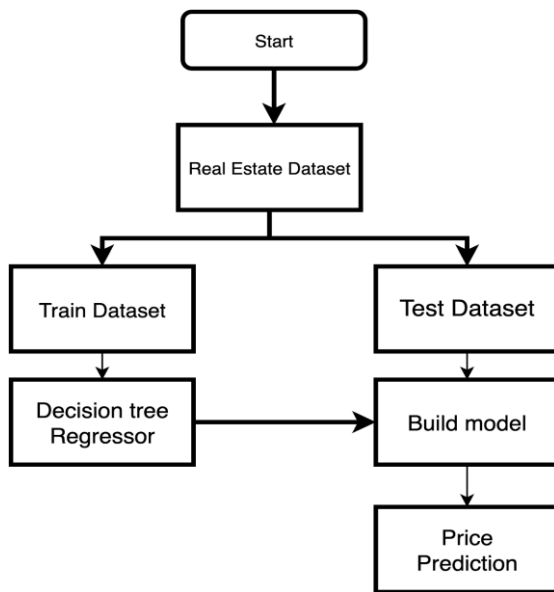 Start
Real Estate Dataset
Train Dataset
Test Dataset
Decision tree
Regressor
Build model
Price
Prediction